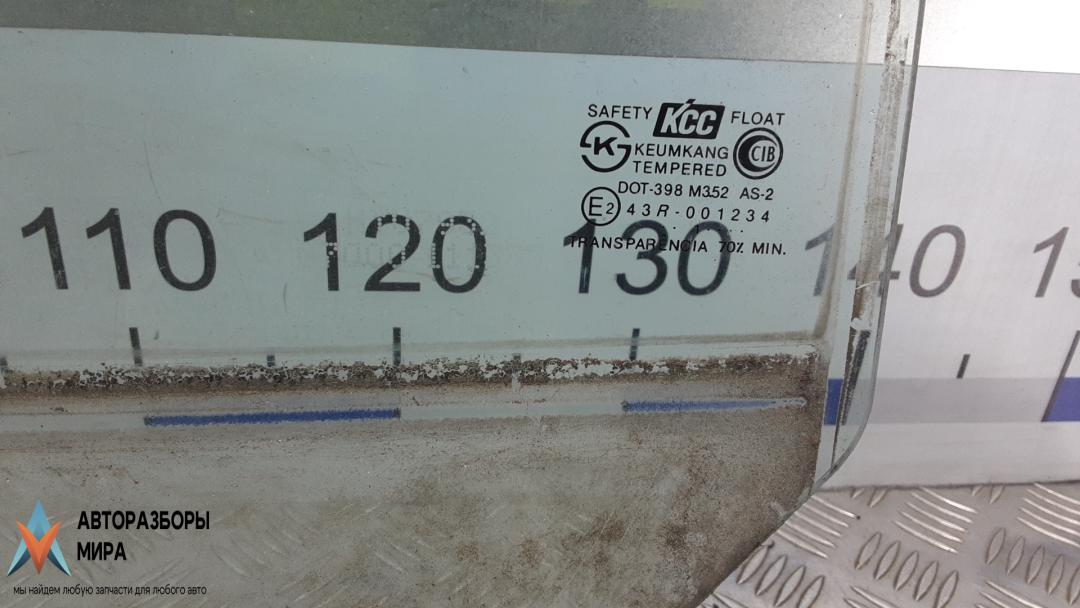 SAFETY KCC FLOAT
K KEUMKANG CIB
TEMPERED
DOT-398 M352 AS-2
E2 43R-001234
TRANSPARENCIA 70% MIN.
110 120 130 140
АВТОРАЗБОРЫ
МИРА
мы найдем любую запчасти для любого авто